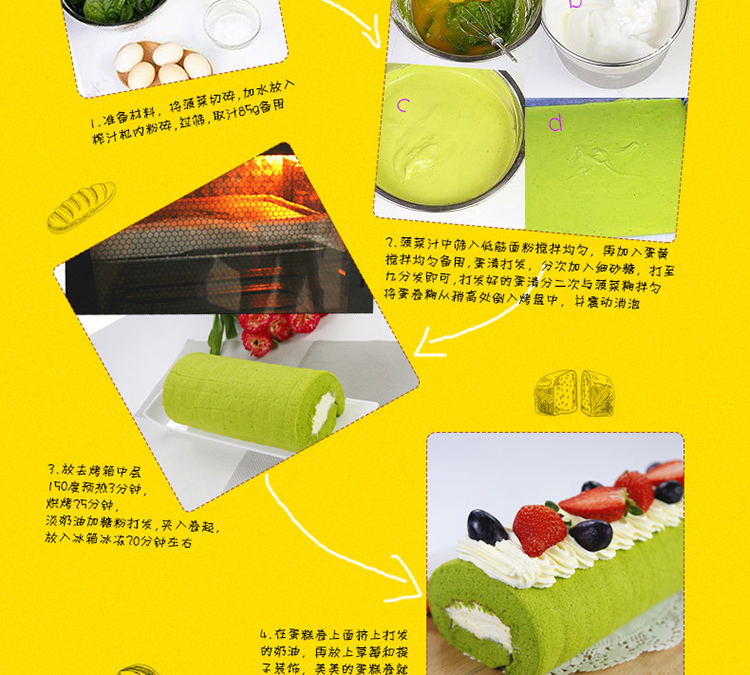 b
1.准备材料，将菠菜切碎,加水放入
榨汁机内粉碎,过筛,取汁85g备用
c
d
2.菠菜汁中筛入低筋面粉搅拌均匀，再加入蛋黄
搅拌均匀备用,蛋清打发，分次加入细砂糖，打至
九分发即可,打发好的蛋清分二次与菠菜糊拌匀
将蛋卷糊从稍高处倒入烤盘中，并震动消泡
3.放去烤箱中层
150度预热3分钟,
烘烤25分钟,
淡奶油加糖粉打发,夹入卷起,
放入冰箱冰冻20分钟左右
4.在蛋糕卷上面挤上打发
的奶油，再放上草莓和提
子装饰，美美的蛋糕卷就